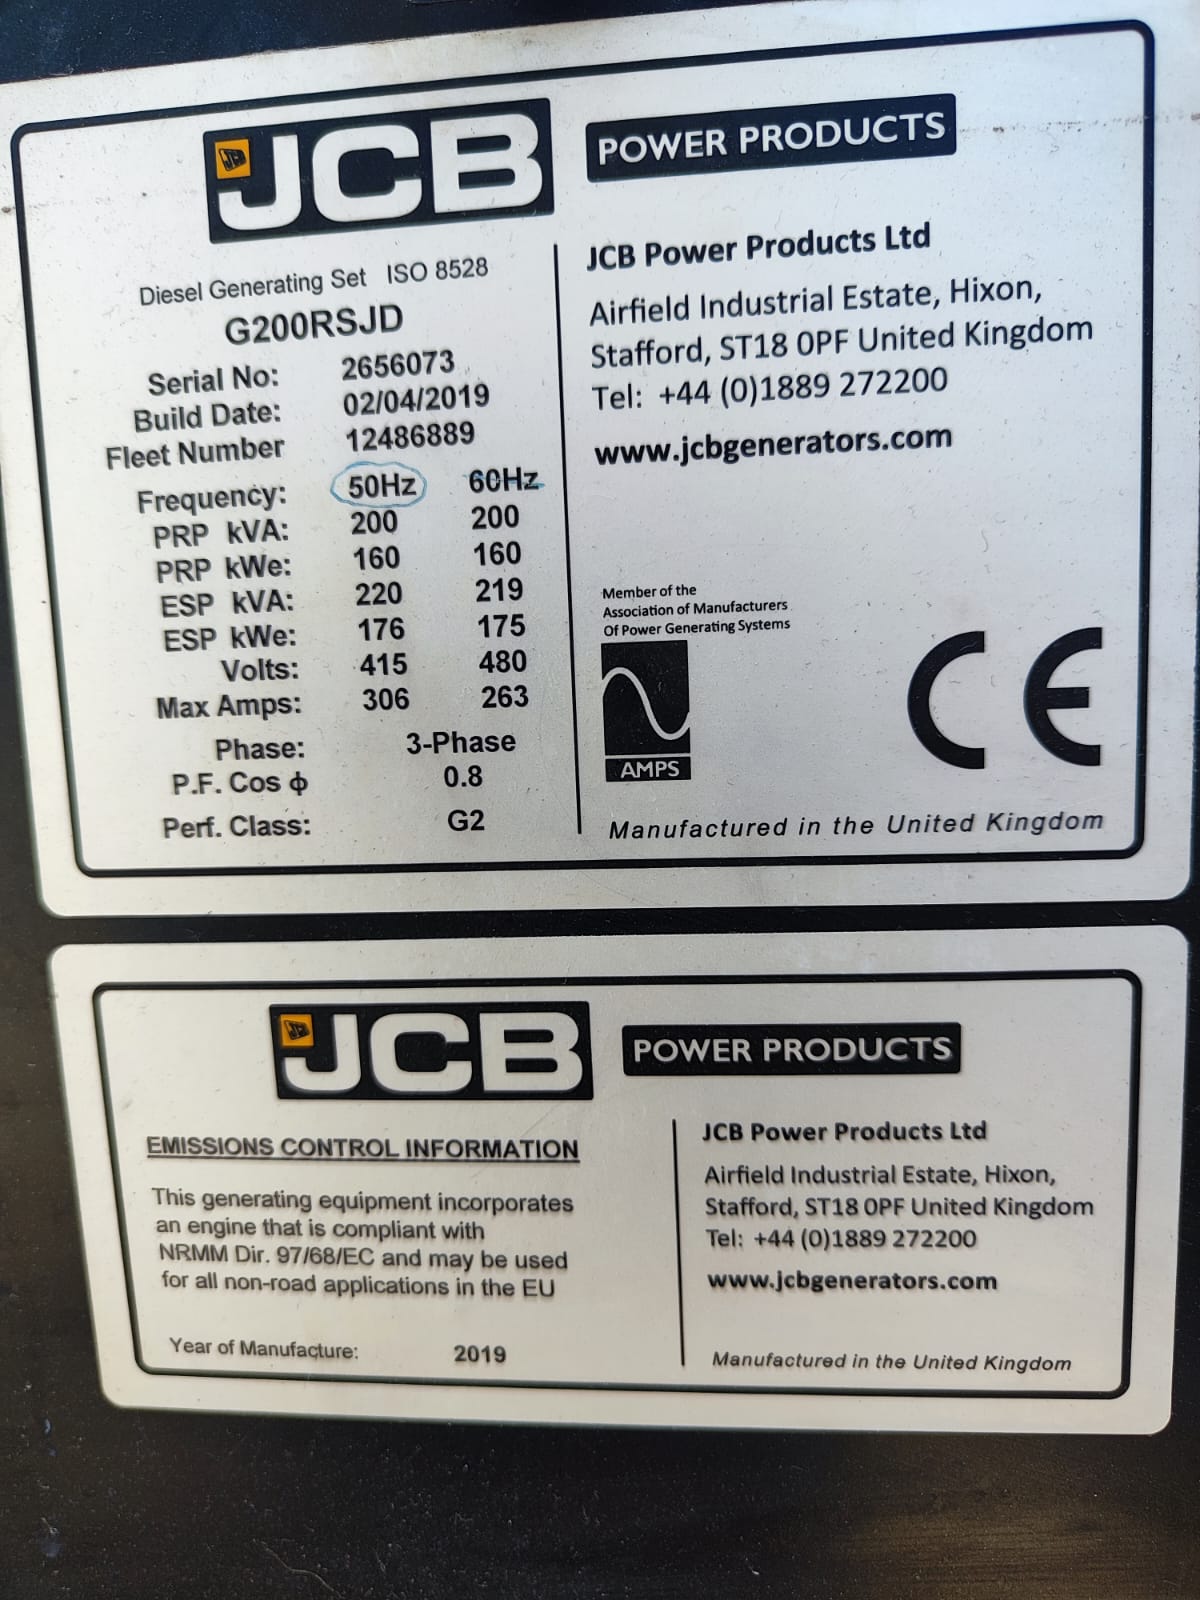 JCB POWER PRODUCTS
Diesel Generating Set ISO 8528
G200RSJD
Serial No: 2656073
Build Date: 02/04/2019
Fleet Number 12486889
Frequency: 50Hz 60Hz
PRP kVA: 200 200
PRP kWe: 160 160
ESP kVA: 220 219
ESP kWe: 176 175
Volts: 415 480
Max Amps: 306 263
Phase: 3-Phase
P.F. Cos ϕ 0.8
Perf. Class: G2
JCB Power Products Ltd
Airfield Industrial Estate, Hixon,
Stafford, ST18 0PF United Kingdom
Tel: +44 (0)1889 272200
www.jcbgenerators.com
Member of the
Association of Manufacturers
Of Power Generating Systems
AMPS
CE
Manufactured in the United Kingdom
JCB POWER PRODUCTS
EMISSIONS CONTROL INFORMATION
This generating equipment incorporates
an engine that is compliant with
NRMM Dir. 97/68/EC and may be used
for all non-road applications in the EU
Year of Manufacture: 2019
JCB Power Products Ltd
Airfield Industrial Estate, Hixon,
Stafford, ST18 0PF United Kingdom
Tel: +44 (0)1889 272200
www.jcbgenerators.com
Manufactured in the United Kingdom